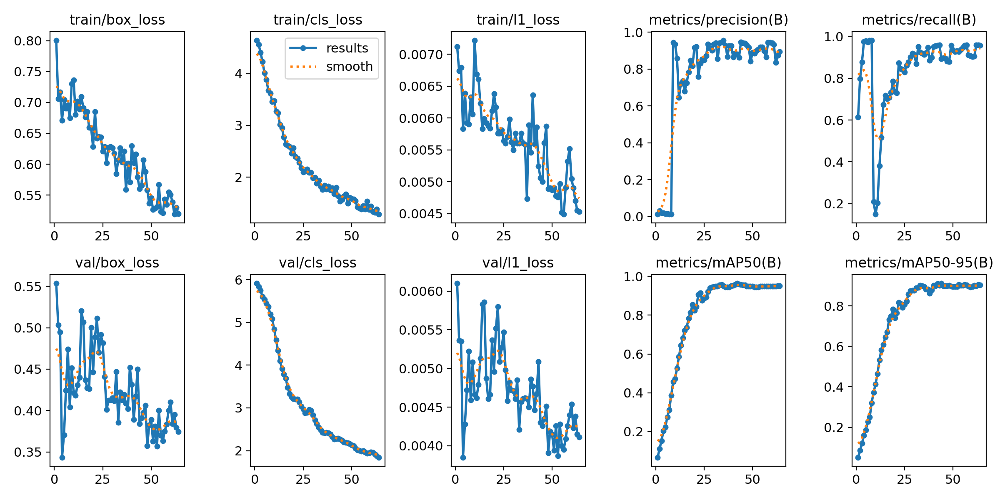 train/box_loss
train/cls_loss
train/l1_loss
metrics/precision(B)
metrics/recall(B)
0.80
0.75
0.70
0.65
0.60
0.55
0 25 50
results
smooth
4
3
2
0 25 50
0.0070
0.0065
0.0060
0.0055
0.0050
0.0045
0 25 50
1.0
0.8
0.6
0.4
0.2
0.0
0 25 50
1.0
0.8
0.6
0.4
0.2
0 25 50
val/box_loss
val/cls_loss
val/l1_loss
metrics/mAP50(B)
metrics/mAP50-95(B)
0.55
0.50
0.45
0.40
0.35
0 25 50
6
5
4
3
2
0 25 50
0.0060
0.0055
0.0050
0.0045
0.0040
0 25 50
1.0
0.8
0.6
0.4
0.2
0 25 50
0.8
0.6
0.4
0.2
0 25 50